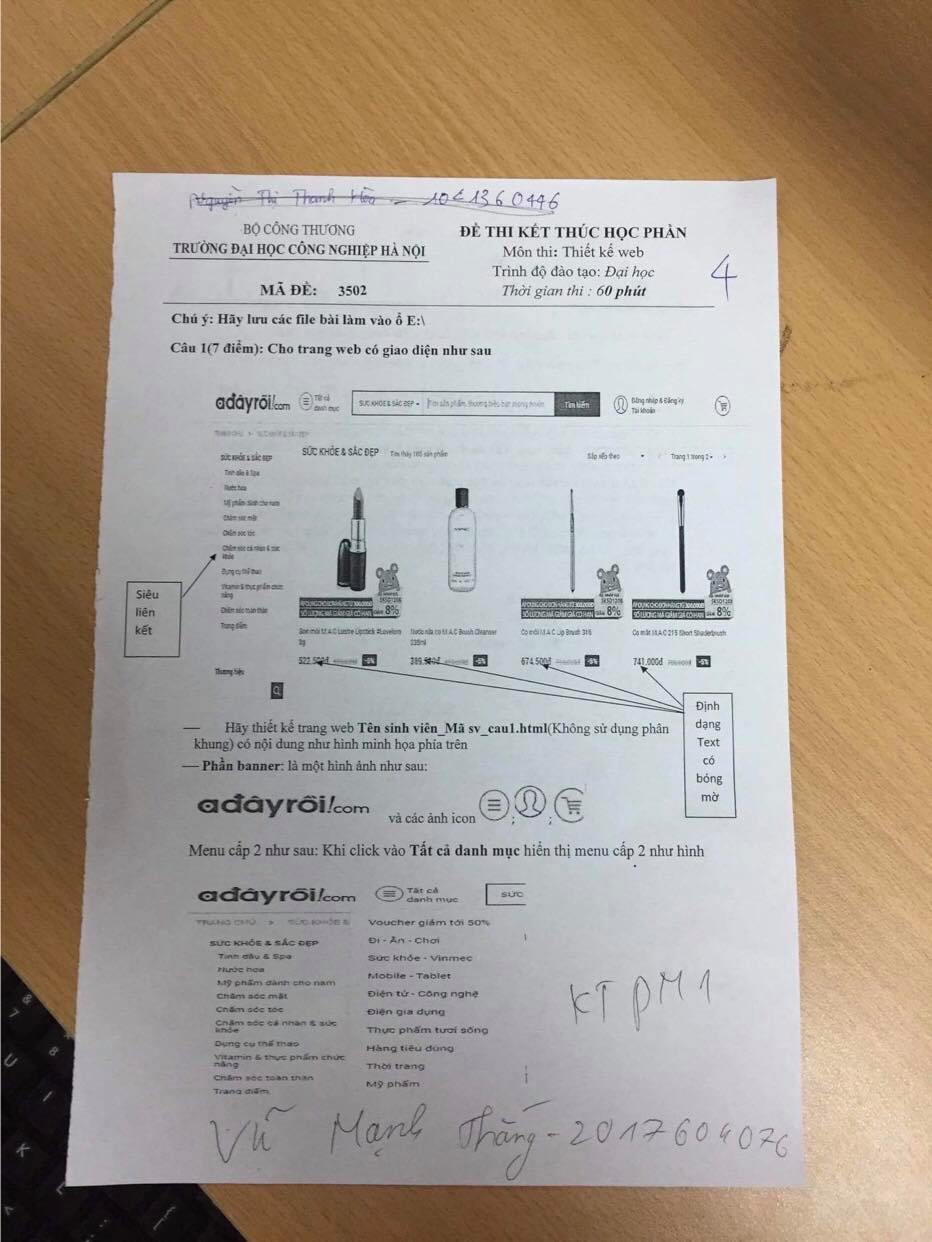 Nguyễn Thị Thanh Hòa - 1041360446
BỘ CÔNG THƯƠNG
TRƯỜNG ĐẠI HỌC CÔNG NGHIỆP HÀ NỘI
MÃ ĐỀ: 3502
ĐỀ THI KẾT THÚC HỌC PHẦN
Môn thi: Thiết kế web
Trình độ đào tạo: Đại học
Thời gian thi : 60 phút
4
Chú ý: Hãy lưu các file bài làm vào ổ E:\
Câu 1(7 điểm): Cho trang web có giao diện như sau
adâyrồi!com
Tất cả
danh mục
SỨC KHỎE & SẮC ĐẸP
Tìm sản phẩm, thương hiệu bạn mong muốn
Tìm kiếm
Đăng nhập & Đăng ký
Tài khoản
TRANG CHỦ > SỨC KHỎE & SẮC ĐẸP
SỨC KHỎE & SẮC ĐẸP
Tinh dầu & Spa
Nước hoa
Mỹ phẩm dành cho nam
Chăm sóc mặt
Chăm sóc tóc
Chăm sóc cá nhân & sức
khỏe
Dụng cụ thể thao
Vitamin & thực phẩm chức
năng
Chăm sóc toàn thân
Trang điểm
Thương hiệu
SỨC KHỎE & SẮC ĐẸP Tìm thấy 165 sản phẩm
Sắp xếp theo
Trang 1 trong 2
8%
8%
8%
Son môi M.A.C Lustre Lipstick #Lovelorn
3g
Nước rửa cọ M.A.C Brush Cleanser
235ml
Cọ môi M.A.C Lip Brush 316
Cọ mắt M.A.C 215 Short Shaderbrush
522.500đ -5%
-5%
674.500đ -5%
741.000đ -5%
Siêu
liên
kết
Định
dạng
Text
có
bóng
mờ
— Hãy thiết kế trang web Tên sinh viên_Mã sv_cau1.html(Không sử dụng phân
khung) có nội dung như hình minh họa phía trên
— Phần banner: là một hình ảnh như sau:
adâyrồi!com và các ảnh icon ; ;
Menu cấp 2 như sau: Khi click vào Tất cả danh mục hiển thị menu cấp 2 như hình
adâyrồi!com
Tất cả
danh mục
SỨC
TRANG CHỦ > SỨC KHỎE &
SỨC KHỎE & SẮC ĐẸP
Tinh dầu & Spa
Nước hoa
Mỹ phẩm dành cho nam
Chăm sóc mặt
Chăm sóc tóc
Chăm sóc cá nhân & sức
khỏe
Dụng cụ thể thao
Vitamin & thực phẩm chức
năng
Chăm sóc toàn thân
Trang điểm
Voucher giảm tới 50%
Đi - Ăn - Chơi
Sức khỏe - Vinmec
Mobile - Tablet
Điện tử - Công nghệ
Điện gia dụng
Thực phẩm tươi sống
Hàng tiêu dùng
Thời trang
Mỹ phẩm
KTPM1
Vũ Mạnh Thắng - 2017604076